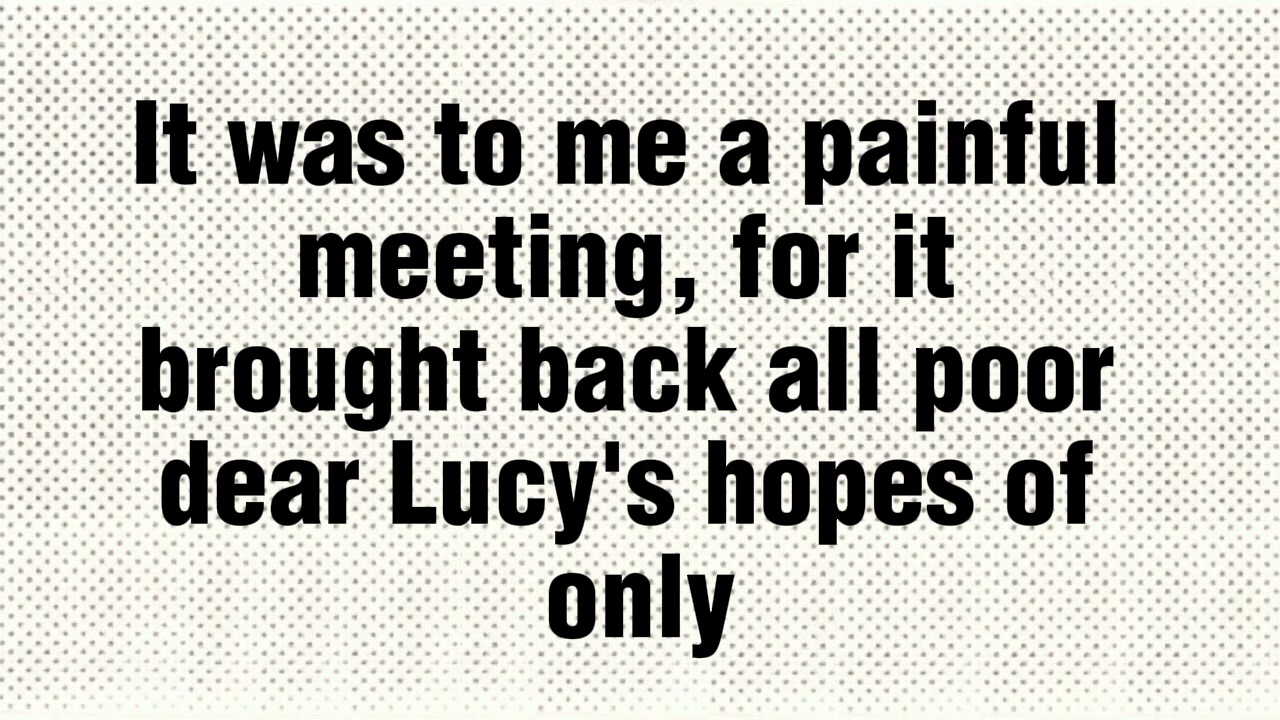 It was to me a painful
meeting, for it
brought back all poor
dear Lucy's hopes of
only